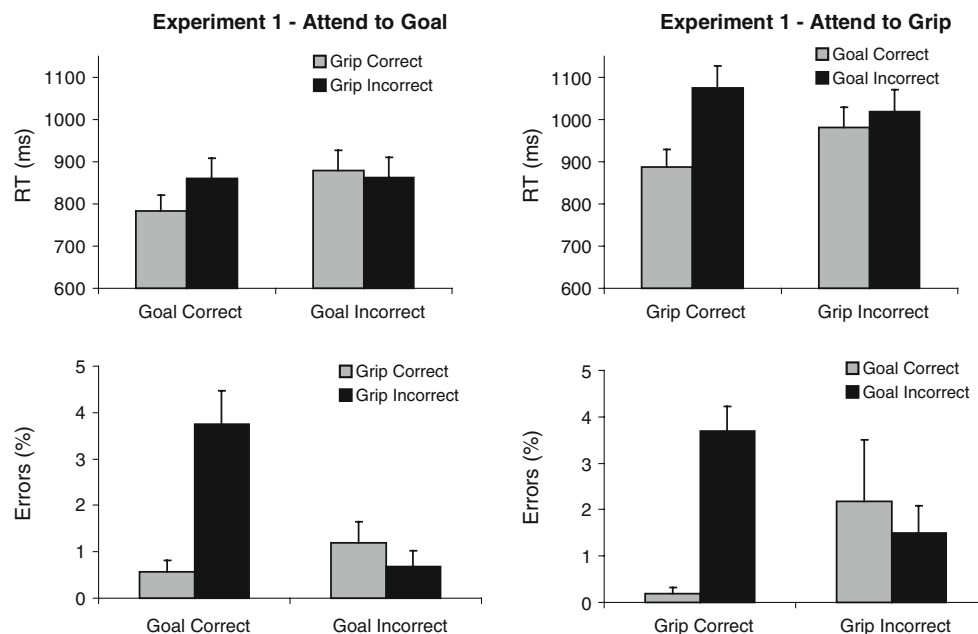 Experiment 1 - Attend to Goal
Grip Correct
Grip Incorrect
1100
1000
900
800
700
600
RT (ms)
Goal Correct
Goal Incorrect
Experiment 1 - Attend to Grip
Goal Correct
Goal Incorrect
1100
1000
900
800
700
600
RT (ms)
Grip Correct
Grip Incorrect
Grip Correct
Grip Incorrect
5
4
3
2
1
0
Errors (%)
Goal Correct
Goal Incorrect
Goal Correct
Goal Incorrect
5
4
3
2
1
0
Errors (%)
Grip Correct
Grip Incorrect